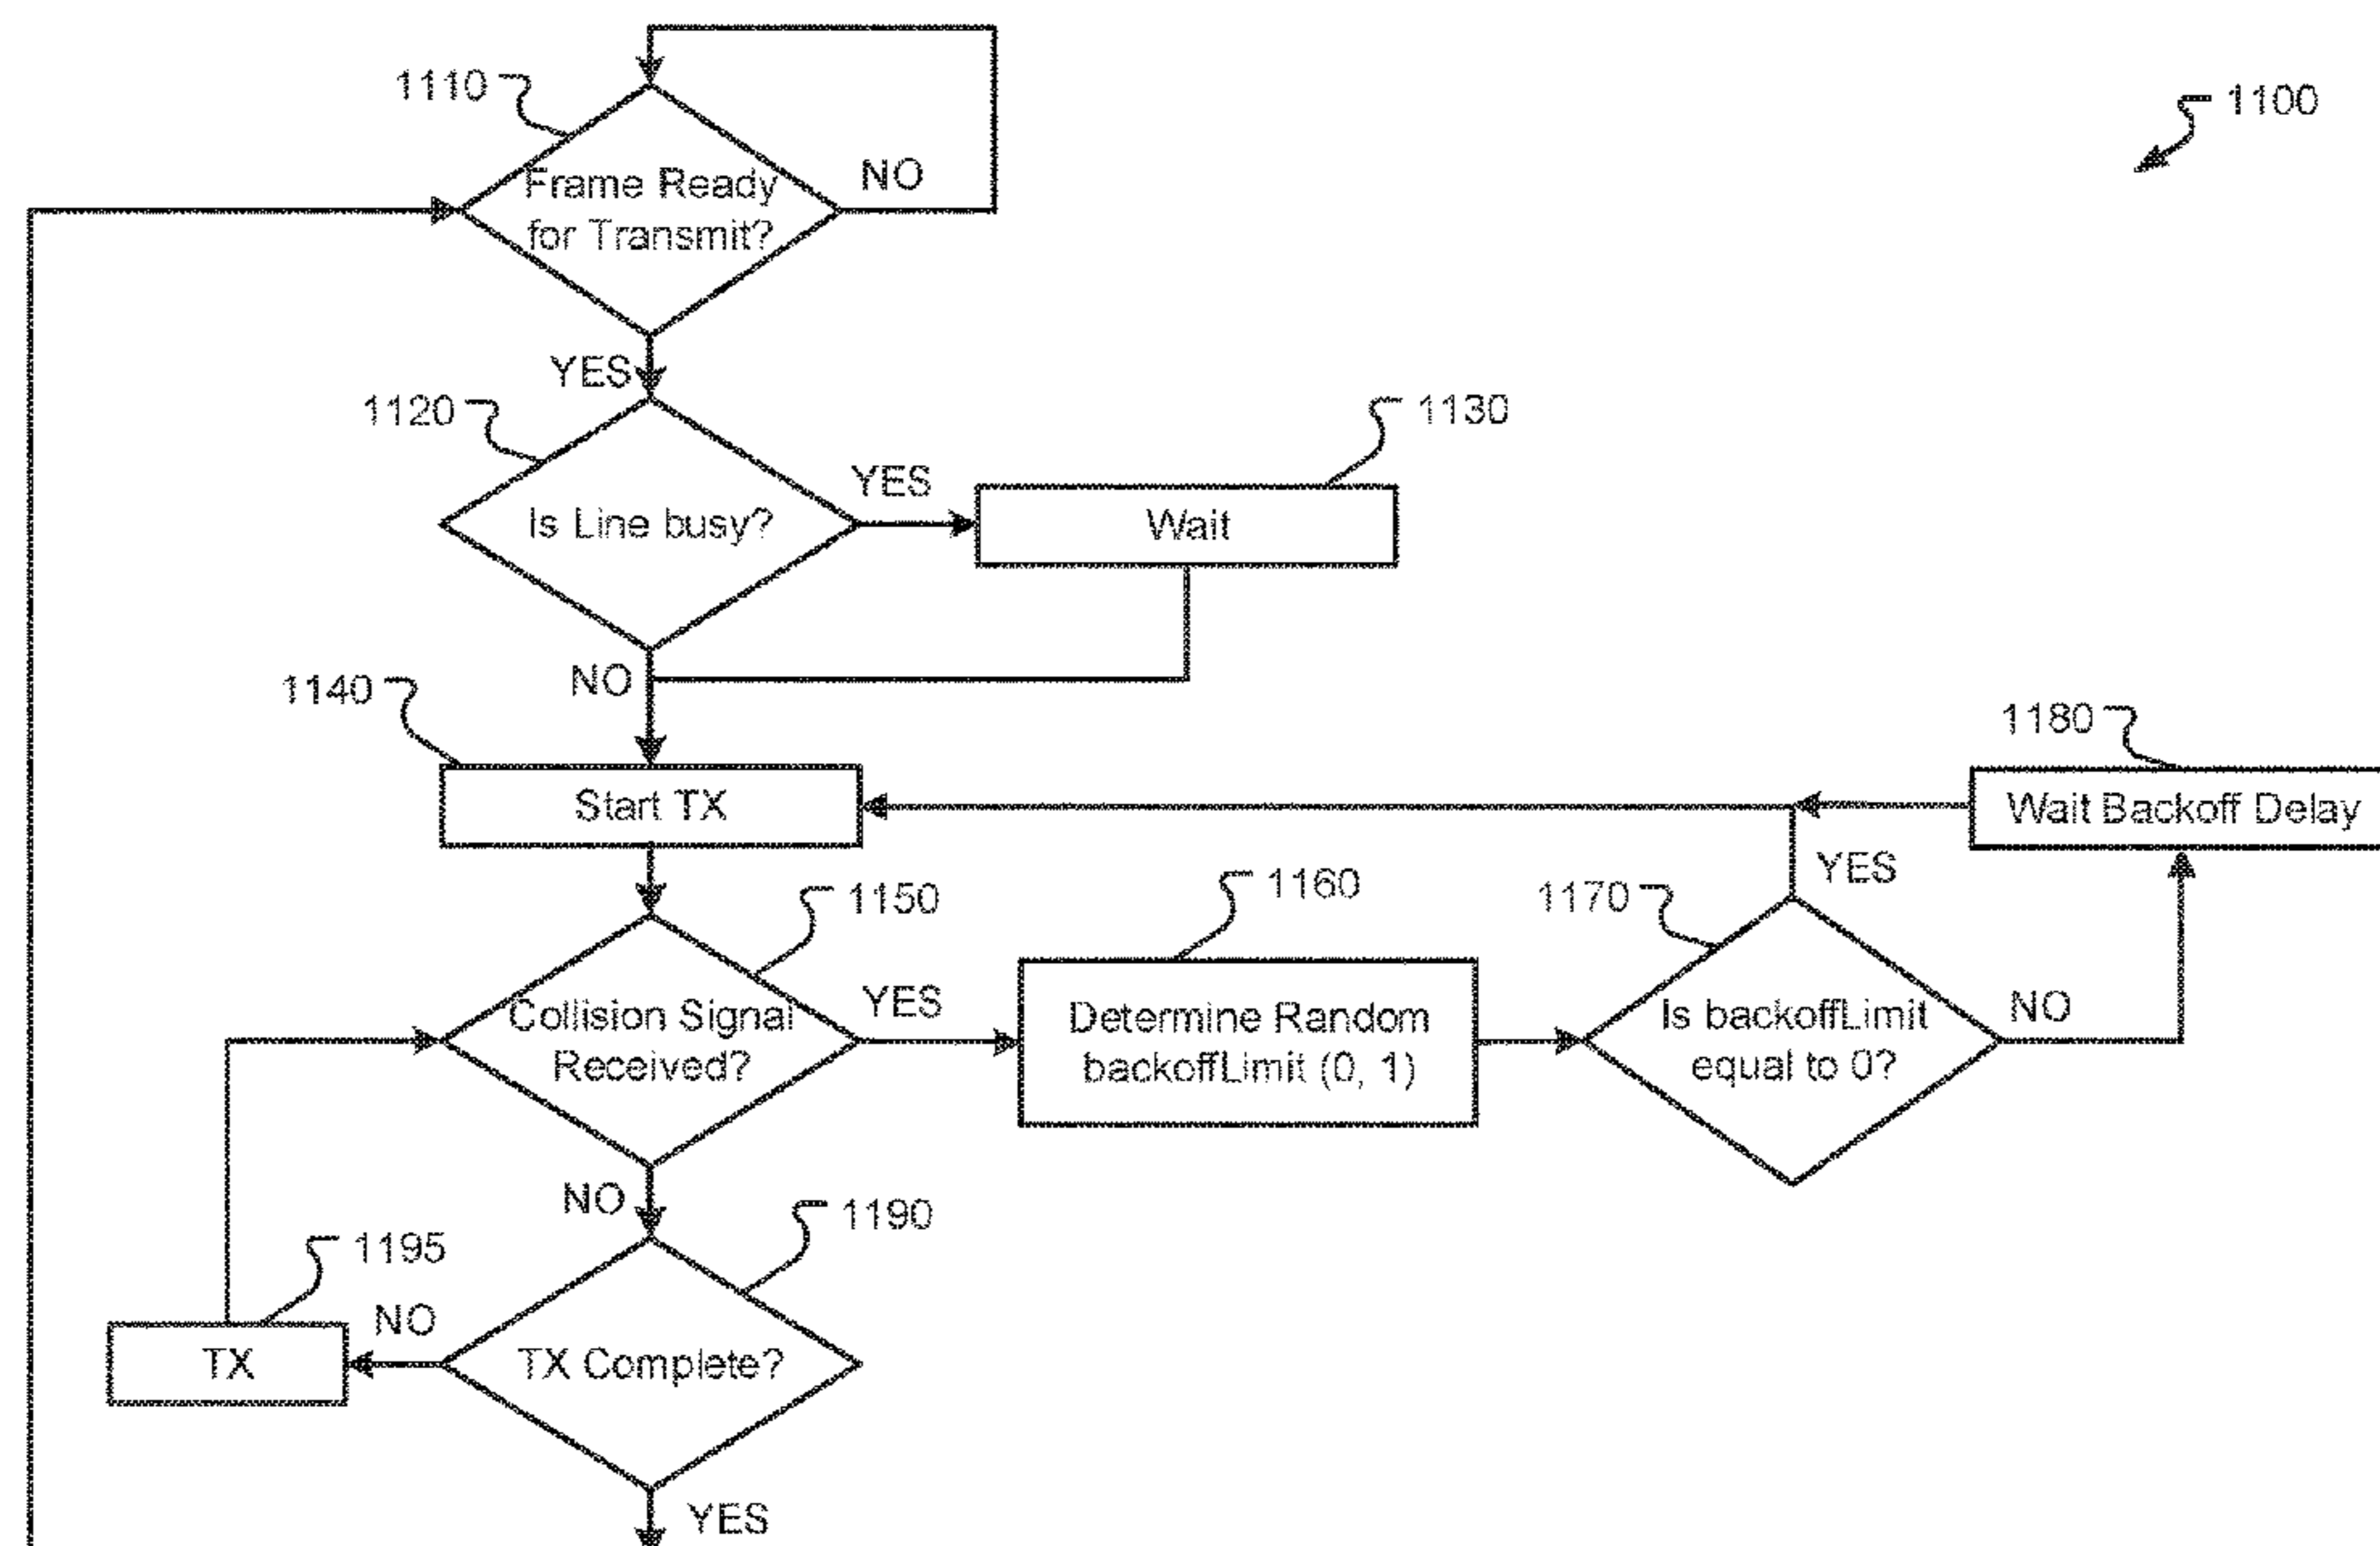 1100
1110
Frame Ready
for Transmit?
NO
YES
1120
Is Line busy?
YES
1130
Wait
NO
1140
Start TX
1180
Wait Backoff Delay
1150
Collision Signal
Received?
YES
1160
Determine Random
backoffLimit (0, 1)
1170
Is backoffLimit
equal to 0?
YES
NO
NO
1190
TX Complete?
NO
1195
TX
YES